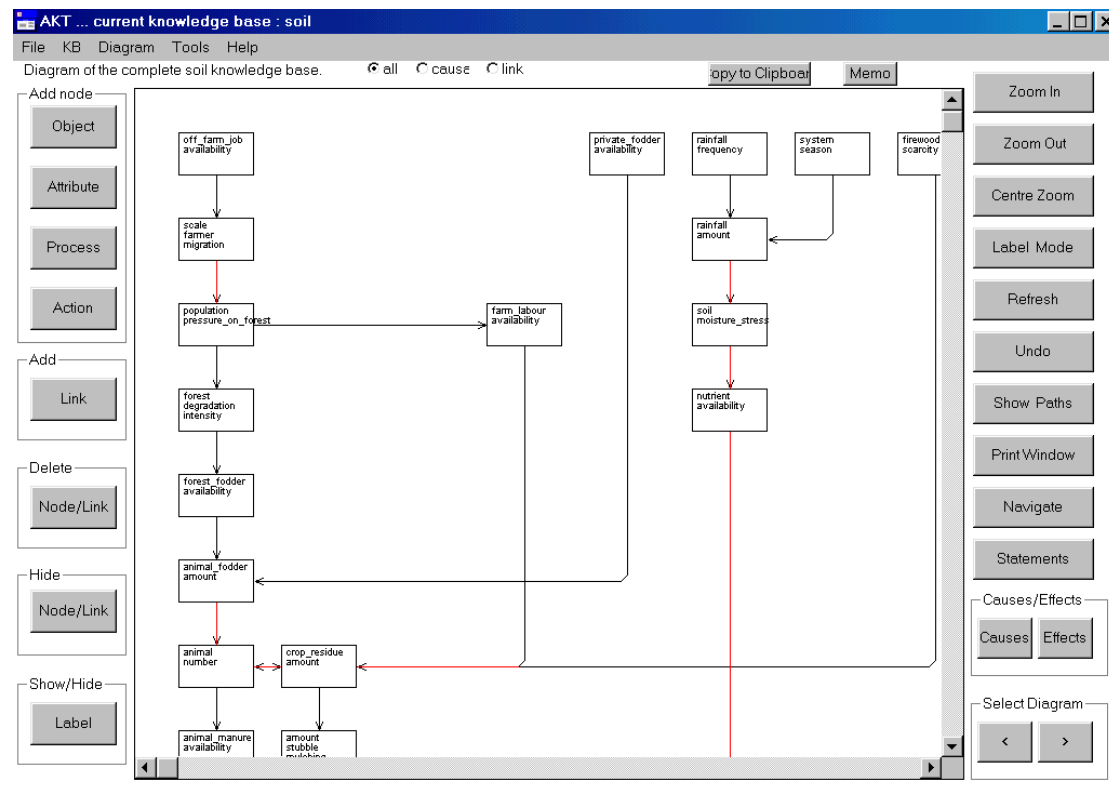 AKT ... current knowledge base : soil
File KB Diagram Tools Help
Diagram of the complete soil knowledge base.
all
cause
link
opy to Clipboar
Memo
Add node
Object
Attribute
Process
Action
Add
Link
Delete
Node/Link
Hide
Node/Link
Show/Hide
Label
off_farm_job
availability
private_fodder
availability
rainfall
frequency
system
season
firewood
scarcity
scale
farmer
migration
rainfall
amount
population
pressure_on_forest
farm_labour
availability
soil
moisture_stress
forest
degradation
intensity
nutrient
availability
forest_fodder
availability
animal_fodder
amount
animal
number
crop_residue
amount
animal_manure
availability
amount
stubble
mulching
Zoom In
Zoom Out
Centre Zoom
Label Mode
Refresh
Undo
Show Paths
Print Window
Navigate
Statements
Causes/Effects
Causes
Effects
Select Diagram
<
>